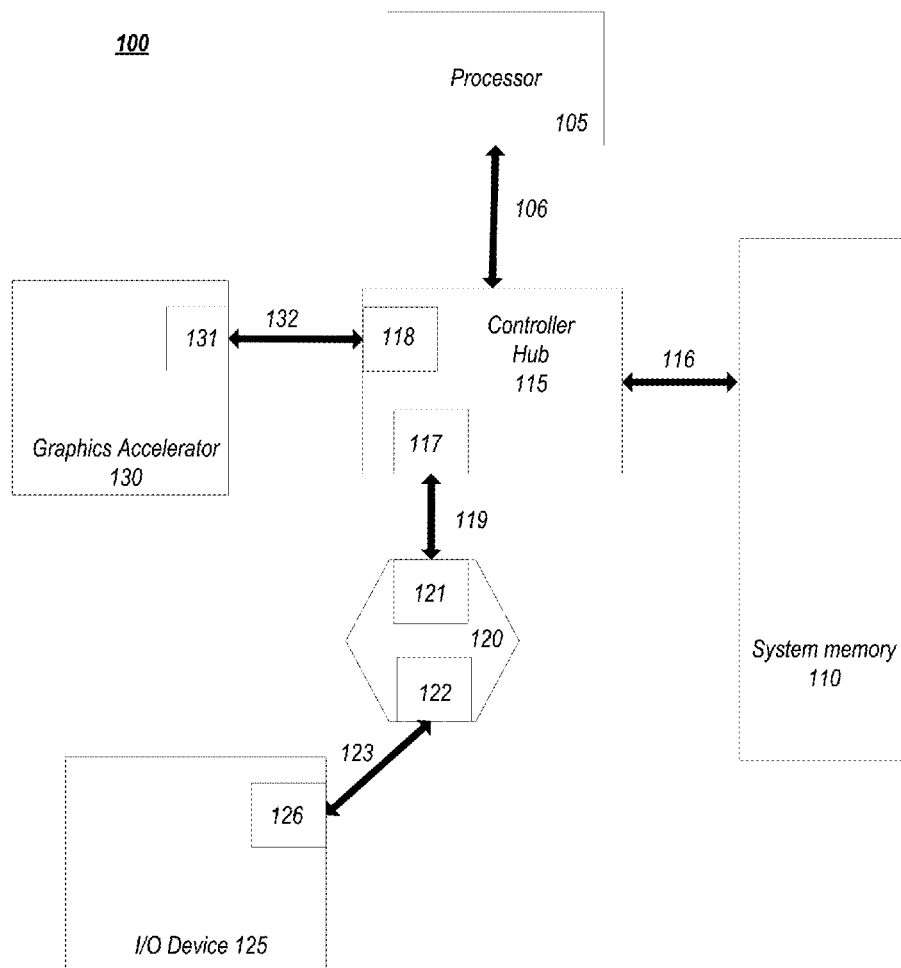 100
Processor
105
106
131
132
118
Controller
Hub
115
116
Graphics Accelerator
130
117
119
121
120
122
System memory
110
123
126
I/O Device 125